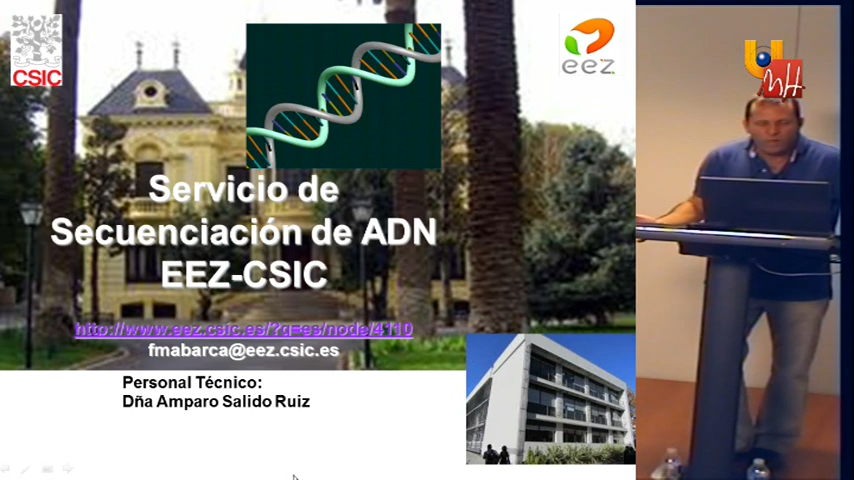 CSIC
eez
UMH
Servicio de
Secuenciación de ADN
EEZ-CSIC
http://www.eez.csic.es/?q=es/node/4110
fmabarca@eez.csic.es
Personal Técnico:
Dña Amparo Salido Ruiz